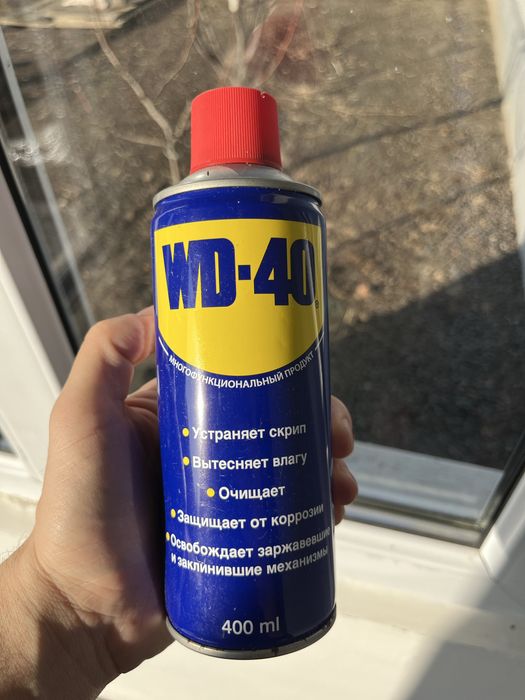 WD-40®
МНОГОФУНКЦИОНАЛЬНЫЙ ПРОДУКТ
• Устраняет скрип
• Вытесняет влагу
• Очищает
• Защищает от коррозии
• Освобождает заржавевшие
и заклинившие механизмы
400 ml